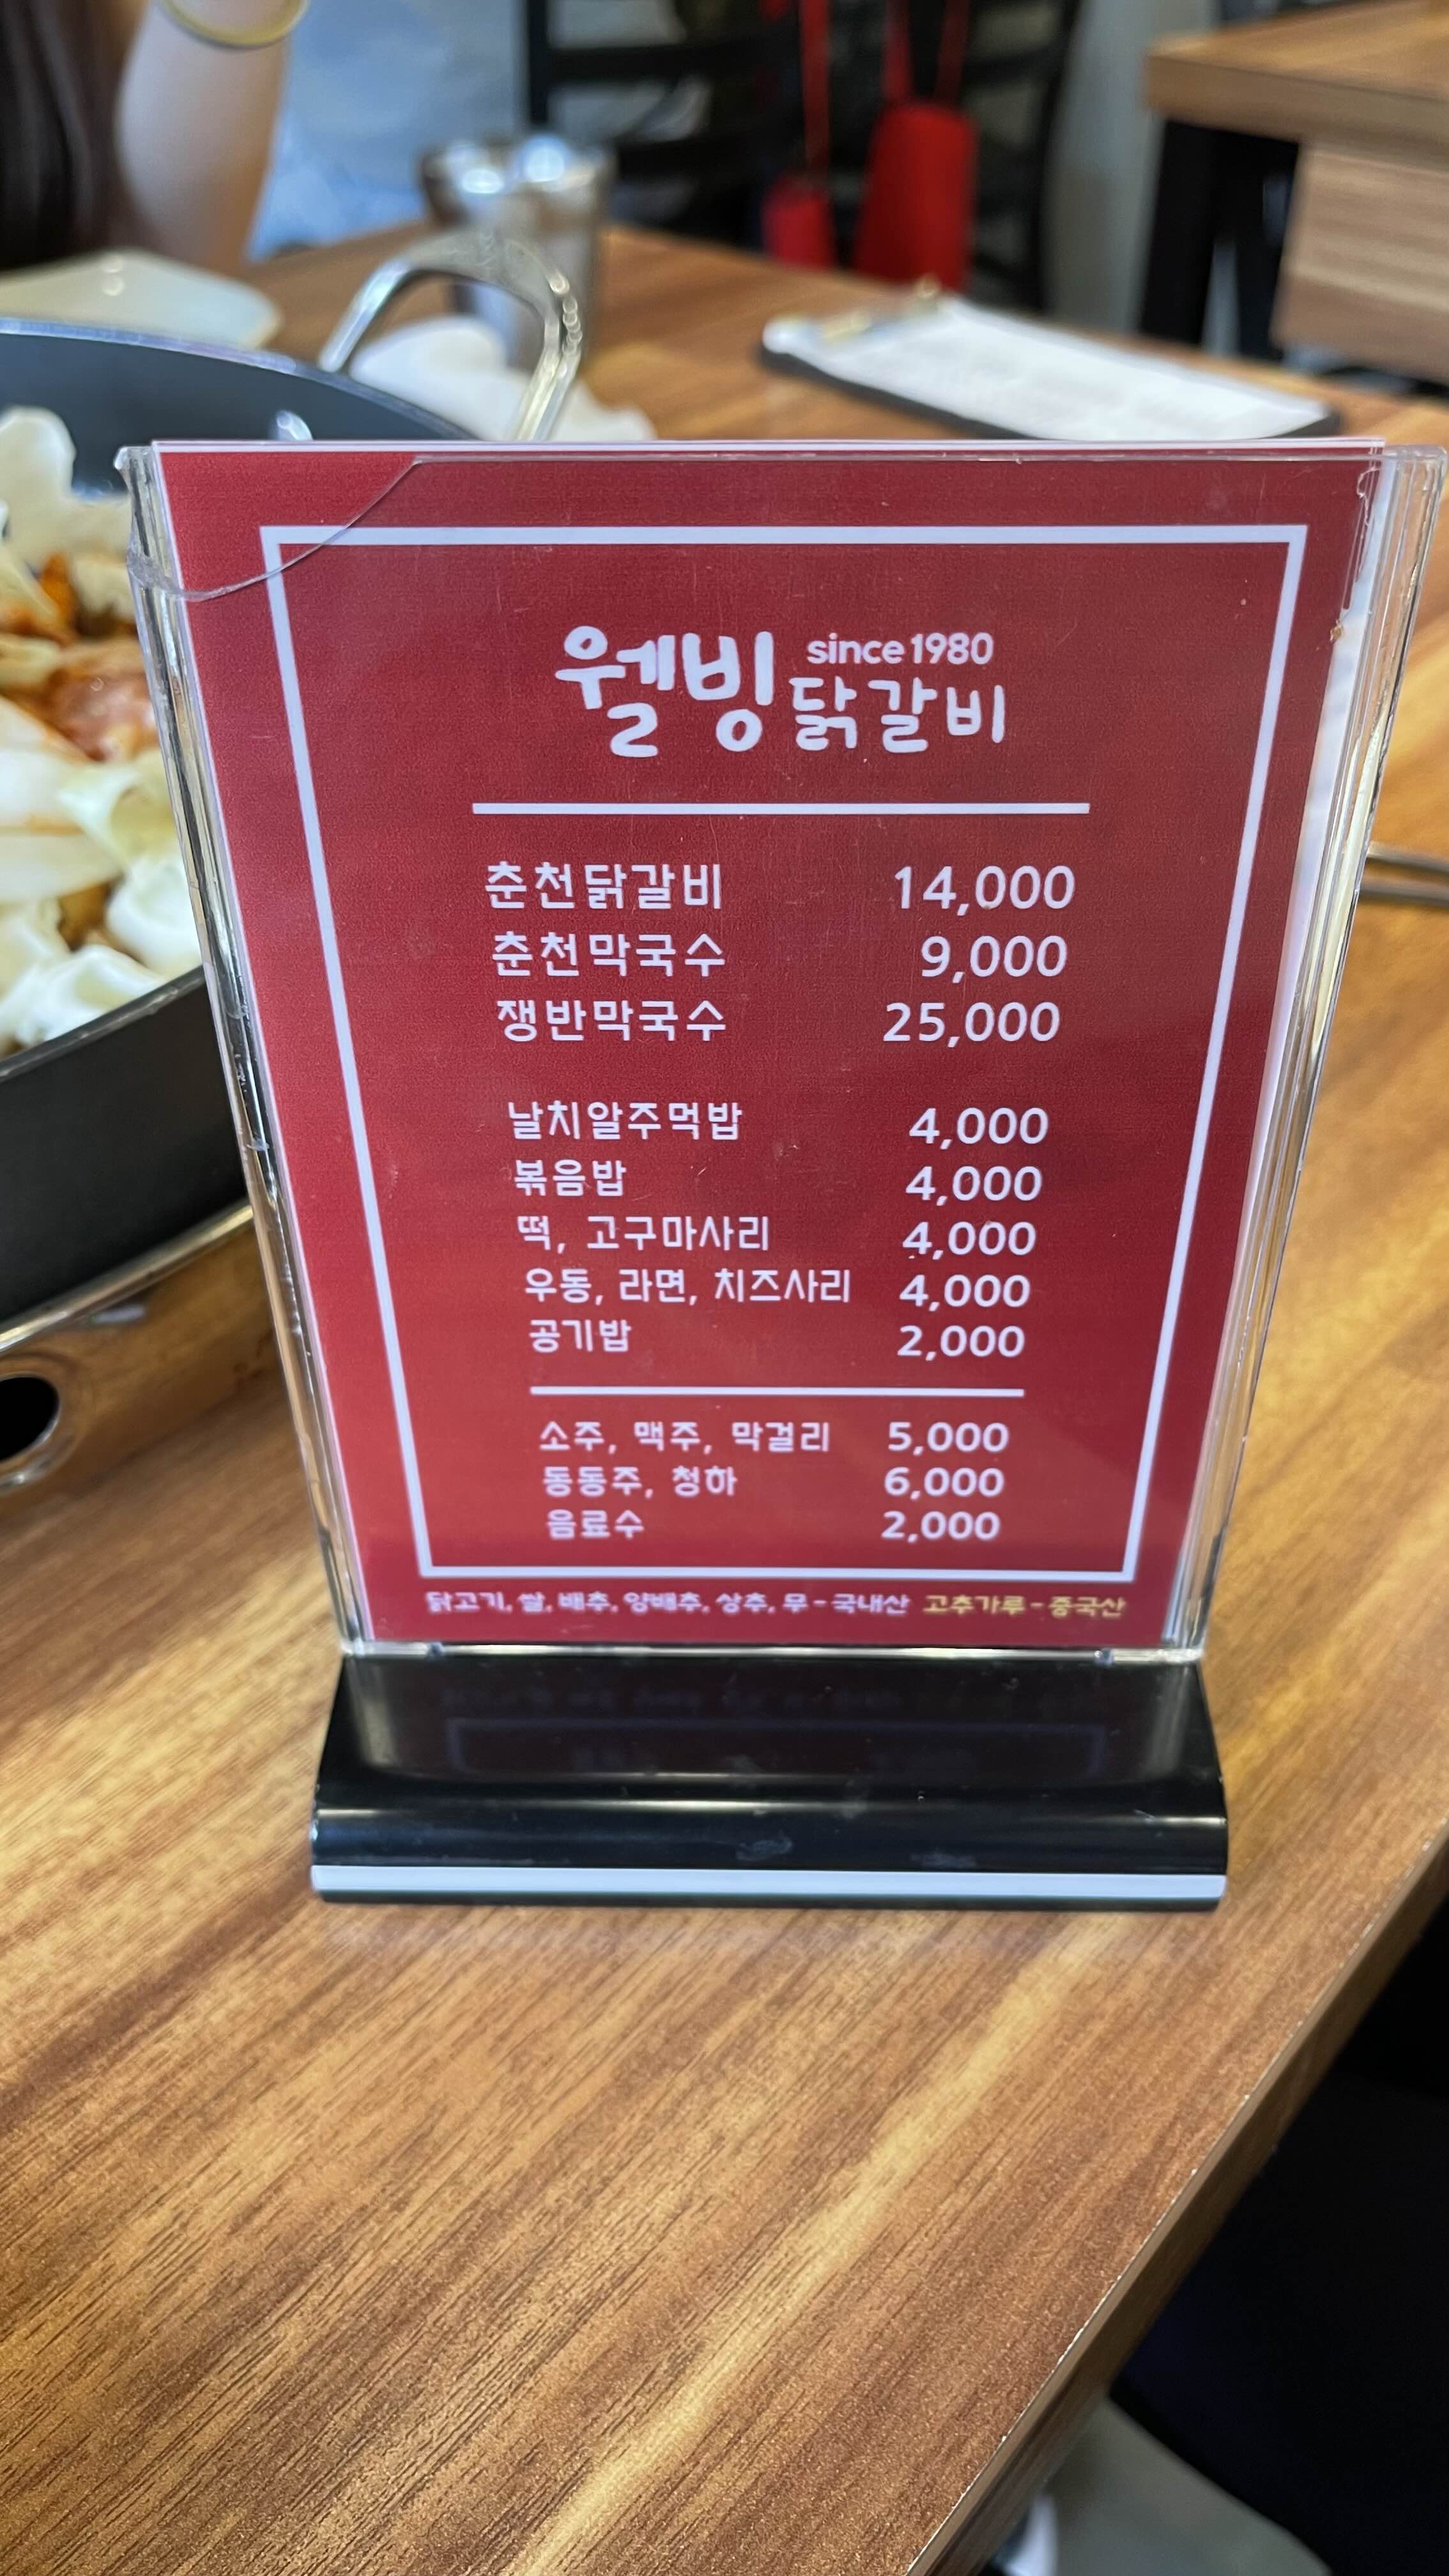 웰빙 since 1980
닭갈비
춘천닭갈비 14,000
춘천막국수 9,000
쟁반막국수 25,000
날치알주먹밥 4,000
볶음밥 4,000
떡, 고구마사리 4,000
우동, 라면, 치즈사리 4,000
공기밥 2,000
소주, 맥주, 막걸리 5,000
동동주, 청하 6,000
음료수 2,000
닭고기, 쌀, 배추, 양배추, 상추, 무 - 국내산 고추가루 - 중국산